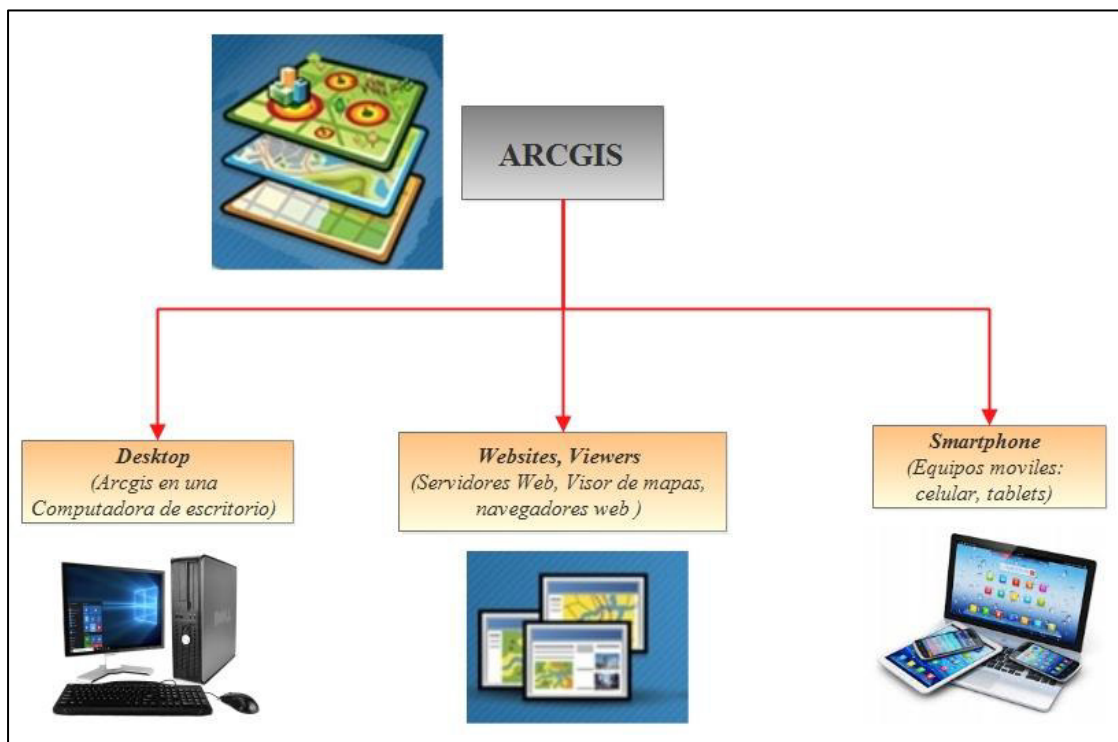 ARCGIS
Desktop
(Arcgis en una
Computadora de escritorio)
Websites, Viewers
(Servidores Web, Visor de mapas,
navegadores web )
Smartphone
(Equipos moviles:
celular, tablets)